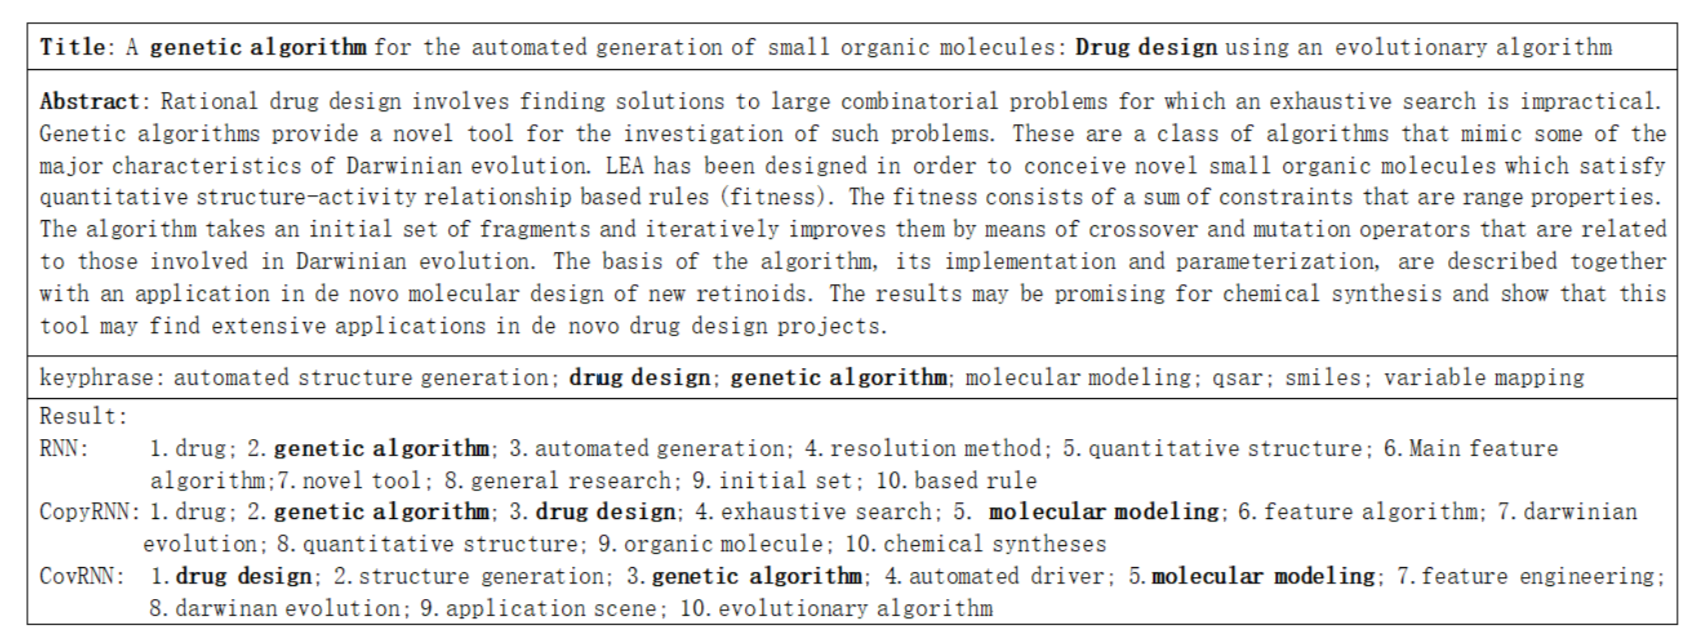 Title: A genetic algorithm for the automated generation of small organic molecules: Drug design using an evolutionary algorithm
Abstract: Rational drug design involves finding solutions to large combinatorial problems for which an exhaustive search is impractical.
Genetic algorithms provide a novel tool for the investigation of such problems. These are a class of algorithms that mimic some of the
major characteristics of Darwinian evolution. LEA has been designed in order to conceive novel small organic molecules which satisfy
quantitative structure-activity relationship based rules (fitness). The fitness consists of a sum of constraints that are range properties.
The algorithm takes an initial set of fragments and iteratively improves them by means of crossover and mutation operators that are related
to those involved in Darwinian evolution. The basis of the algorithm, its implementation and parameterization, are described together
with an application in de novo molecular design of new retinoids. The results may be promising for chemical synthesis and show that this
tool may find extensive applications in de novo drug design projects.
keyphrase: automated structure generation; drug design; genetic algorithm; molecular modeling; qsar; smiles; variable mapping
Result:
RNN: 1. drug; 2. genetic algorithm; 3. automated generation; 4. resolution method; 5. quantitative structure; 6. Main feature
algorithm;7. novel tool; 8. general research; 9. initial set; 10. based rule
CopyRNN: 1. drug; 2. genetic algorithm; 3. drug design; 4. exhaustive search; 5. molecular modeling; 6. feature algorithm; 7. darwinian
evolution; 8. quantitative structure; 9. organic molecule; 10. chemical syntheses
CovRNN: 1. drug design; 2. structure generation; 3. genetic algorithm; 4. automated driver; 5. molecular modeling; 7. feature engineering;
8. darwinan evolution; 9. application scene; 10. evolutionary algorithm